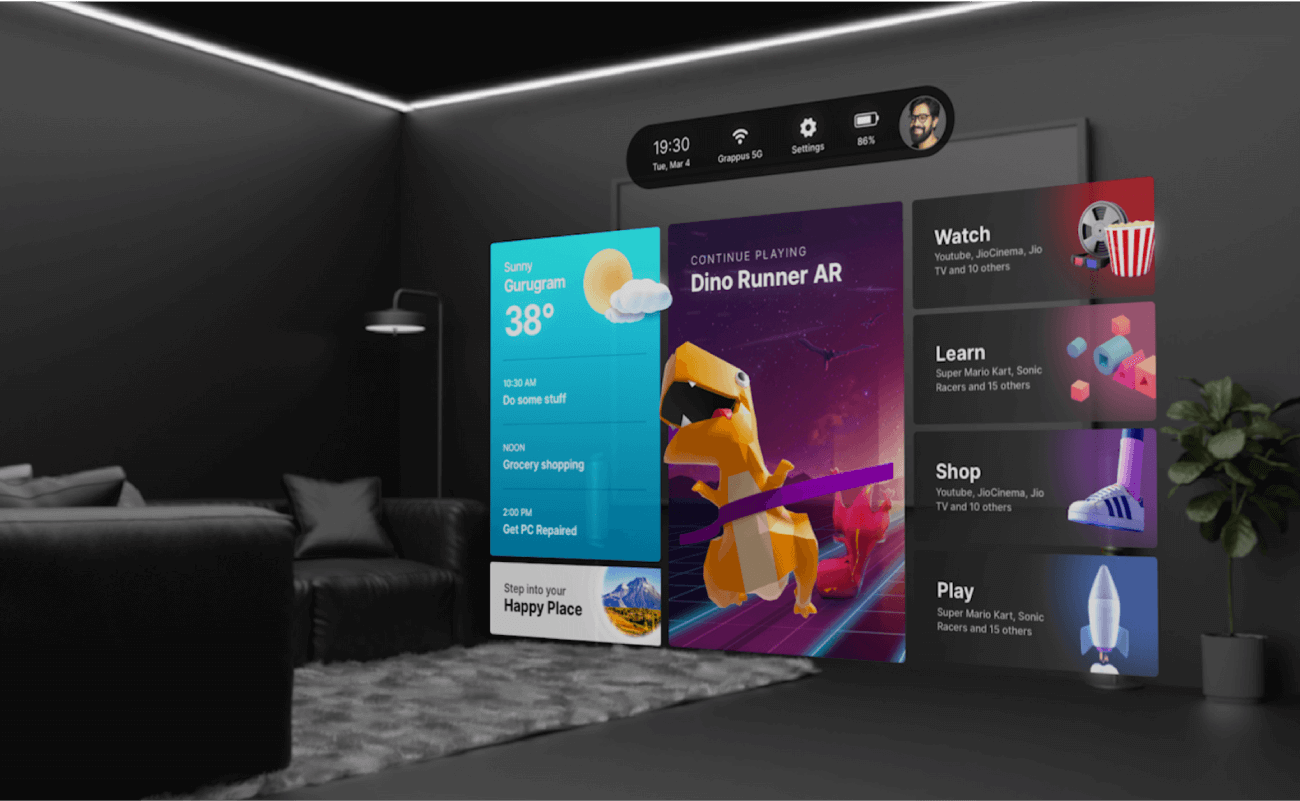 19:30
Tue, Mar 4
Grappus 5G
Settings
86%
Sunny
Gurugram
38°
10:30 AM
Do some stuff
NOON
Grocery shopping
2:00 PM
Get PC Repaired
Step into your
Happy Place
CONTINUE PLAYING
Dino Runner AR
Watch
Youtube, JioCinema, Jio
TV and 10 others
Learn
Super Mario Kart, Sonic
Racers and 15 others
Shop
Youtube, JioCinema, Jio
TV and 10 others
Play
Super Mario Kart, Sonic
Racers and 15 others